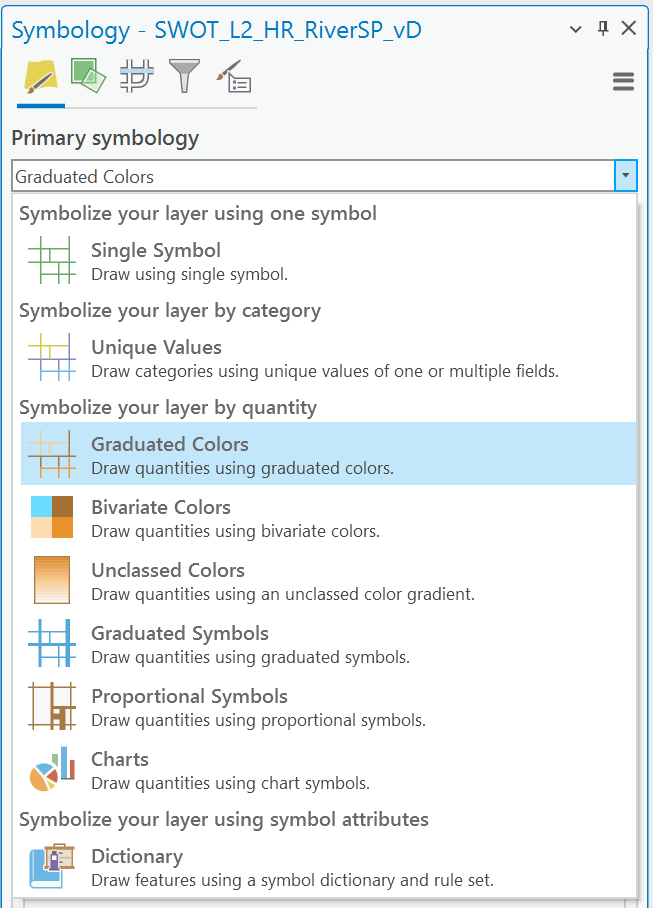 Symbology - SWOT_L2_HR_RiverSP_vD
Primary symbology
Graduated Colors
Symbolize your layer using one symbol
Single Symbol
Draw using single symbol.
Symbolize your layer by category
Unique Values
Draw categories using unique values of one or multiple fields.
Symbolize your layer by quantity
Graduated Colors
Draw quantities using graduated colors.
Bivariate Colors
Draw quantities using bivariate colors.
Unclassed Colors
Draw quantities using an unclassed color gradient.
Graduated Symbols
Draw quantities using graduated symbols.
Proportional Symbols
Draw quantities using proportional symbols.
Charts
Draw quantities using chart symbols.
Symbolize your layer using symbol attributes
Dictionary
Draw features using a symbol dictionary and rule set.